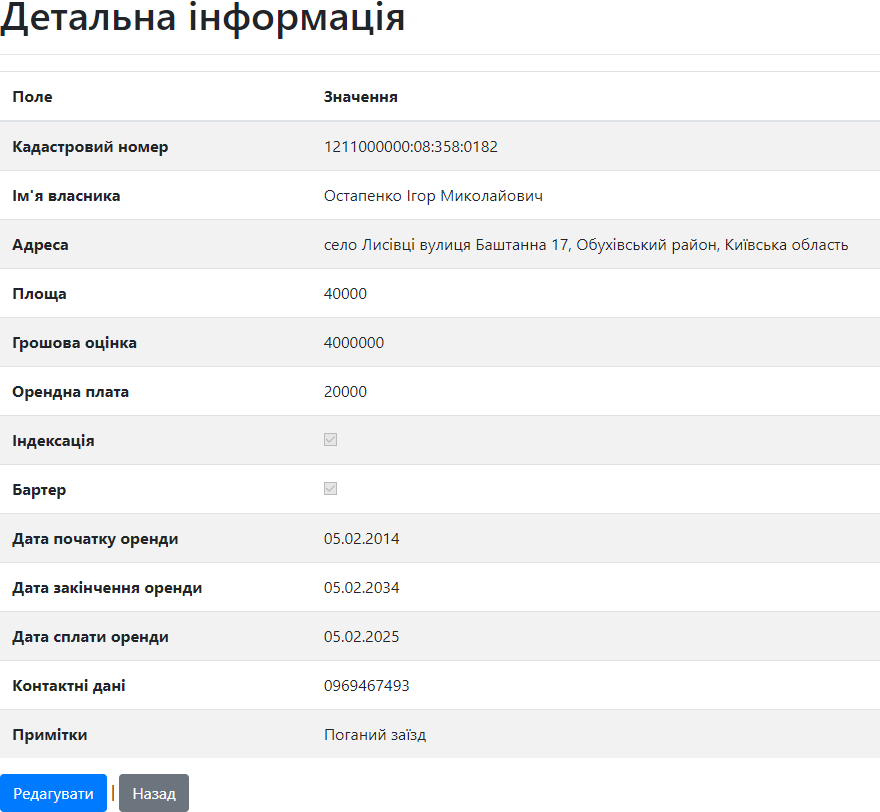 Детальна інформація
Поле Значення
Кадастровий номер 1211000000:08:358:0182
Ім'я власника Остапенко Ігор Миколайович
Адреса село Лисівці вулиця Баштанна 17, Обухівський район, Київська область
Площа 40000
Грошова оцінка 4000000
Орендна плата 20000
Індексація
Бартер
Дата початку оренди 05.02.2014
Дата закінчення оренди 05.02.2034
Дата сплати оренди 05.02.2025
Контактні дані 0969467493
Примітки Поганий заїзд
Редагувати | Назад